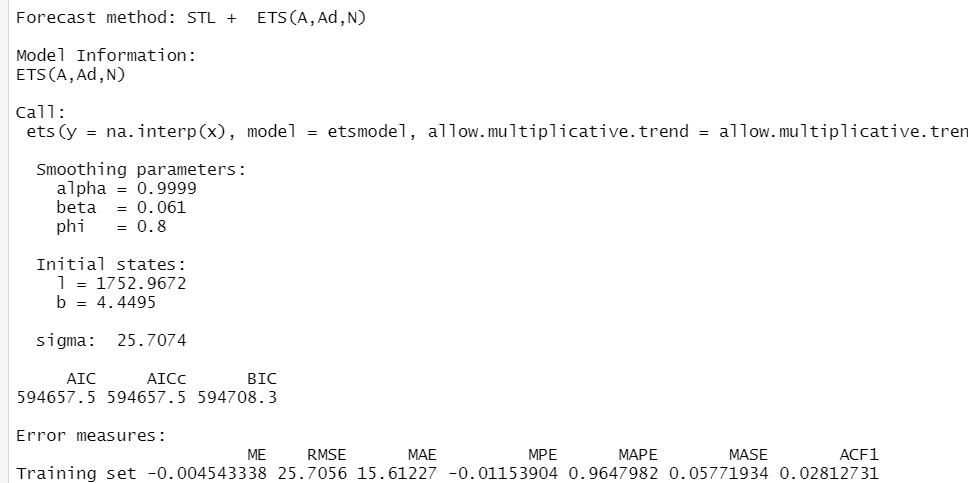 Forecast method: STL +  ETS(A,Ad,N)
Model Information:
ETS(A,Ad,N)
Call:
ets(y = na.interp(x), model = etsmodel, allow.multiplicative.trend = allow.multiplicative.tren
Smoothing parameters:
alpha = 0.9999
beta  = 0.061
phi   = 0.8
Initial states:
l = 1752.9672
b = 4.4495
sigma:  25.7074
AIC     AICc      BIC
594657.5 594657.5 594708.3
Error measures:
ME    RMSE      MAE         MPE      MAPE       MASE       ACF1
Training set -0.004543338 25.7056 15.61227 -0.01153904 0.9647982 0.05771934 0.02812731